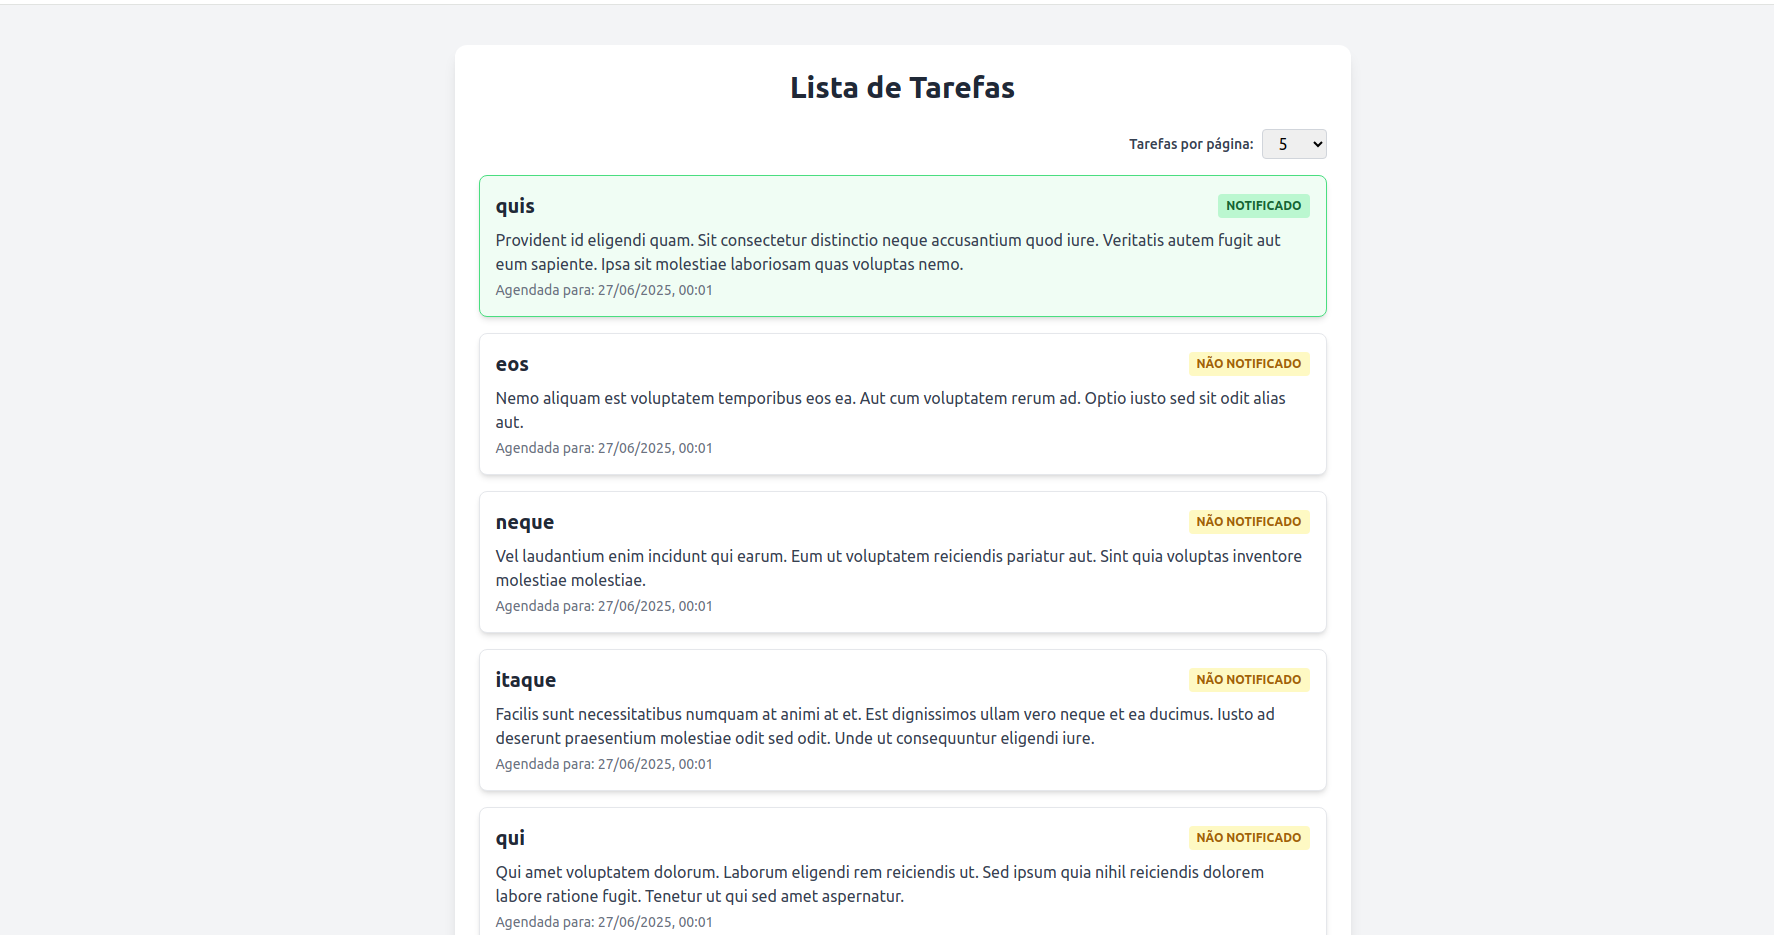 Lista de Tarefas
Tarefas por página: 5
quis NOTIFICADO
Provident id eligendi quam. Sit consectetur distinctio neque accusantium quod iure. Veritatis autem fugit aut
eum sapiente. Ipsa sit molestiae laboriosam quas voluptas nemo.
Agendada para: 27/06/2025, 00:01
eos NÃO NOTIFICADO
Nemo aliquam est voluptatem temporibus eos ea. Aut cum voluptatem rerum ad. Optio iusto sed sit odit alias
aut.
Agendada para: 27/06/2025, 00:01
neque NÃO NOTIFICADO
Vel laudantium enim incidunt qui earum. Eum ut voluptatem reiciendis pariatur aut. Sint quia voluptas inventore
molestiae molestiae.
Agendada para: 27/06/2025, 00:01
itaque NÃO NOTIFICADO
Facilis sunt necessitatibus numquam at animi at et. Est dignissimos ullam vero neque et ea ducimus. Iusto ad
deserunt praesentium molestiae odit sed odit. Unde ut consequuntur eligendi iure.
Agendada para: 27/06/2025, 00:01
qui NÃO NOTIFICADO
Qui amet voluptatem dolorum. Laborum eligendi rem reiciendis ut. Sed ipsum quia nihil reiciendis dolorem
labore ratione fugit. Tenetur ut qui sed amet aspernatur.
Agendada para: 27/06/2025, 00:01